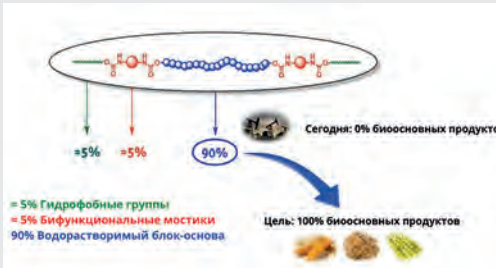 O H H O
N N
O O
O H H O
N N
O O
≈5% ≈5% 90%
Сегодня: 0% биоосновных продукто
= 5% Гидрофобные группы
= 5% Бифункциональные мостики
90% Водорастворимый блок-основа
Цель: 100% биоосновных продуктов